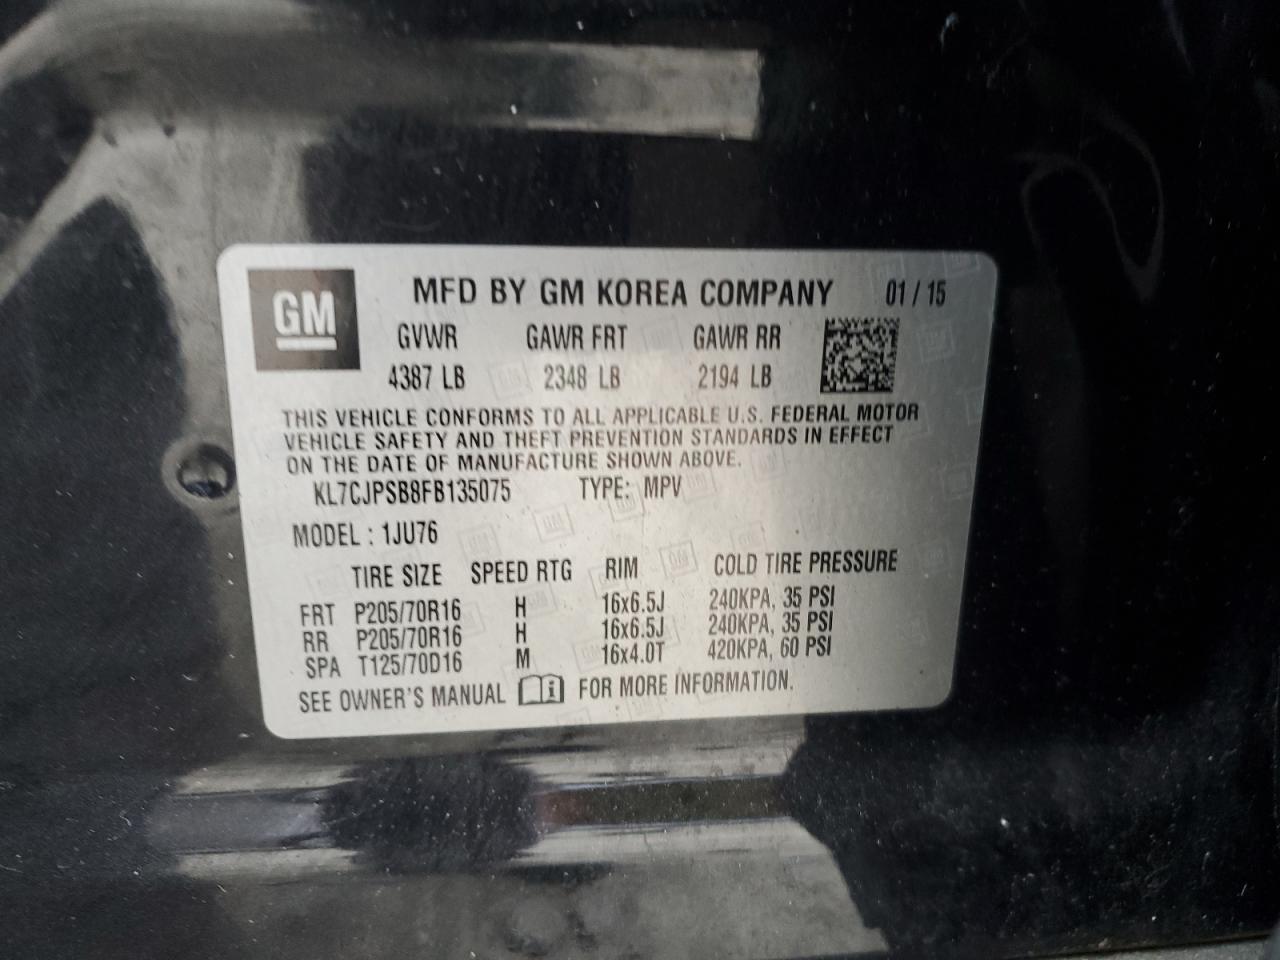 GM
MFD BY GM KOREA COMPANY 01 / 15
GVWR GAWR FRT GAWR RR
4387 LB 2348 LB 2194 LB
THIS VEHICLE CONFORMS TO ALL APPLICABLE U.S. FEDERAL MOTOR
VEHICLE SAFETY AND THEFT PREVENTION STANDARDS IN EFFECT
ON THE DATE OF MANUFACTURE SHOWN ABOVE.
KL7CJPSB8FB135075 TYPE: MPV
MODEL : 1JU76
TIRE SIZE SPEED RTG RIM COLD TIRE PRESSURE
FRT P205/70R16 H 16x6.5J 240KPA, 35 PSI
RR P205/70R16 H 16x6.5J 240KPA, 35 PSI
SPA T125/70D16 M 16x4.0T 420KPA, 60 PSI
SEE OWNER'S MANUAL i FOR MORE INFORMATION.